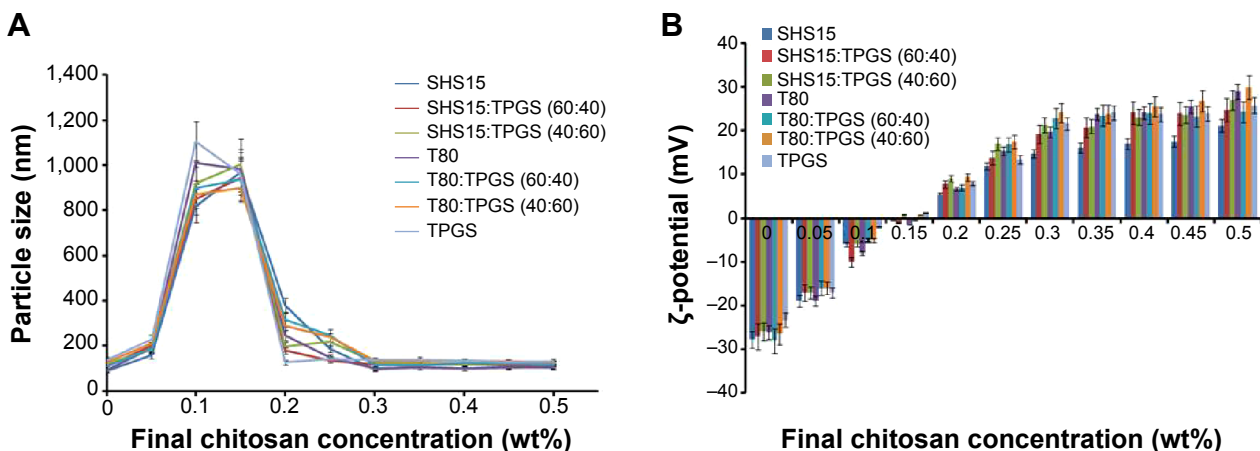 A
Particle size (nm)
1,400
1,200
1,000
800
600
400
200
0
0 0.1 0.2 0.3 0.4 0.5
Final chitosan concentration (wt%)
SHS15
SHS15:TPGS (60:40)
SHS15:TPGS (40:60)
T80
T80:TPGS (60:40)
T80:TPGS (40:60)
TPGS
B
ζ-potential (mV)
40
30
20
10
0
–10
–20
–30
–40
0 0.05 0.1 0.15 0.2 0.25 0.3 0.35 0.4 0.45 0.5
Final chitosan concentration (wt%)
SHS15
SHS15:TPGS (60:40)
SHS15:TPGS (40:60)
T80
T80:TPGS (60:40)
T80:TPGS (40:60)
TPGS